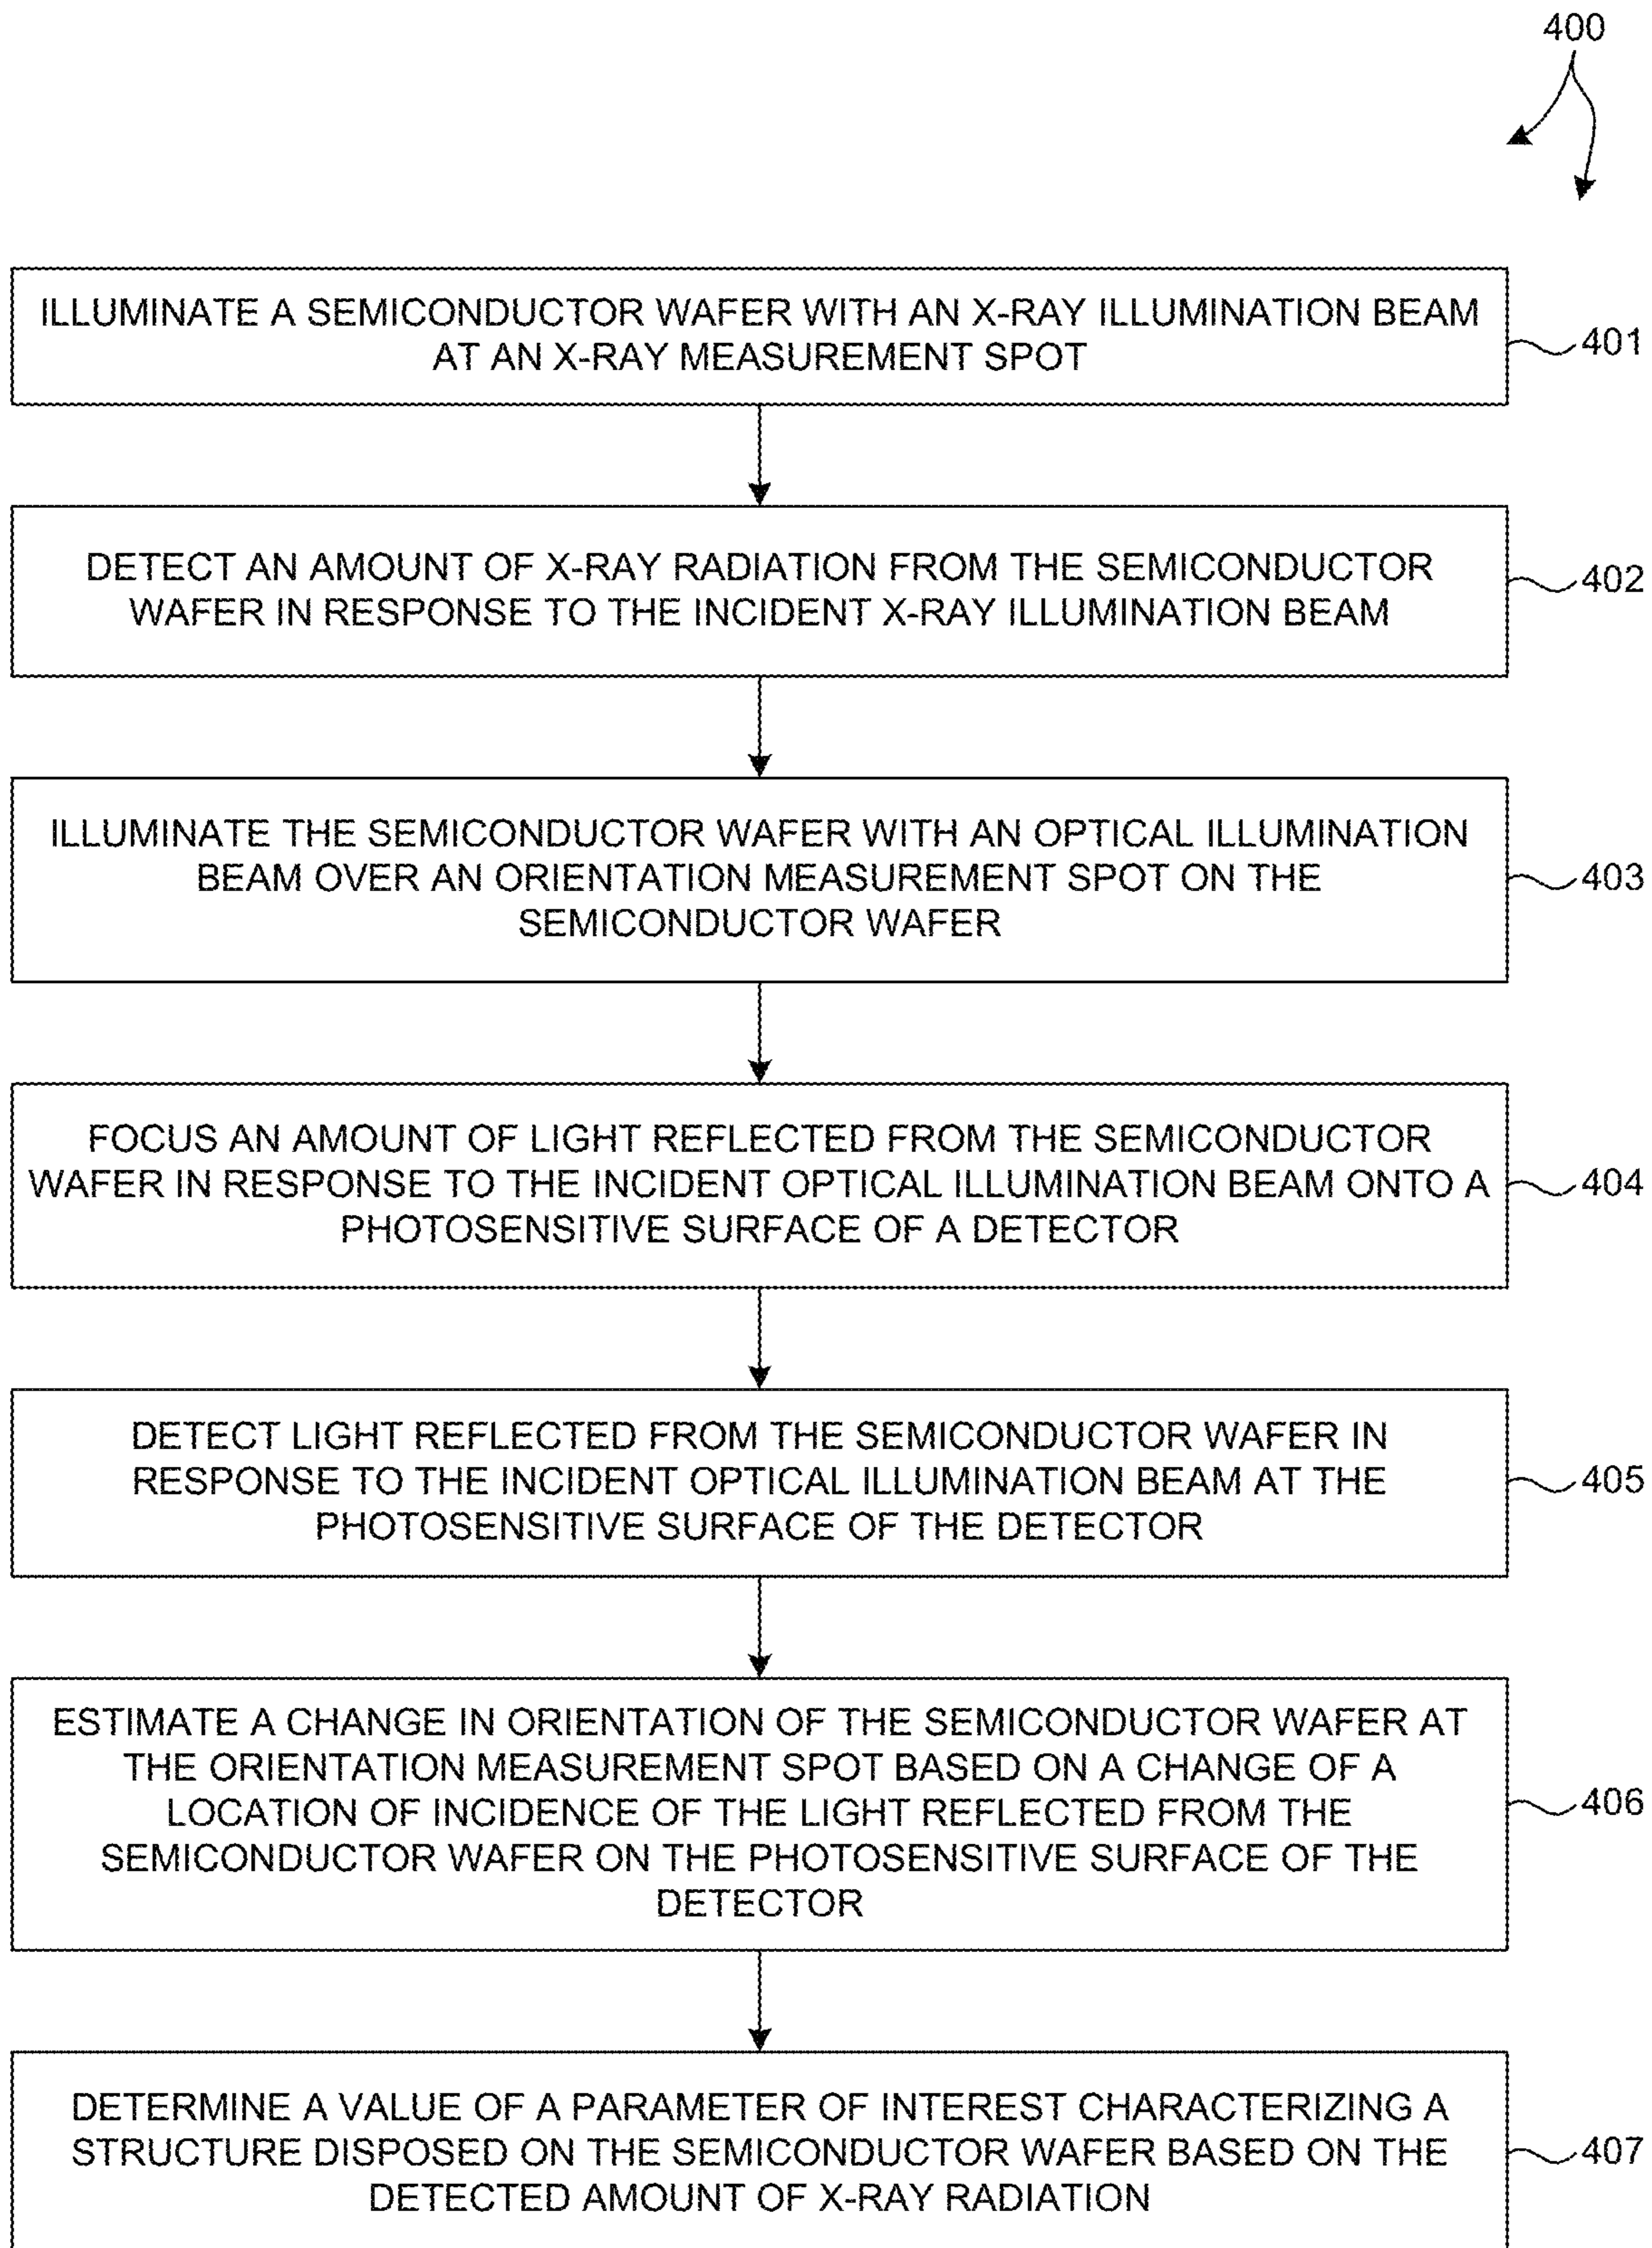 400
ILLUMINATE A SEMICONDUCTOR WAFER WITH AN X-RAY ILLUMINATION BEAM
AT AN X-RAY MEASUREMENT SPOT
401
DETECT AN AMOUNT OF X-RAY RADIATION FROM THE SEMICONDUCTOR
WAFER IN RESPONSE TO THE INCIDENT X-RAY ILLUMINATION BEAM
402
ILLUMINATE THE SEMICONDUCTOR WAFER WITH AN OPTICAL ILLUMINATION
BEAM OVER AN ORIENTATION MEASUREMENT SPOT ON THE
SEMICONDUCTOR WAFER
403
FOCUS AN AMOUNT OF LIGHT REFLECTED FROM THE SEMICONDUCTOR
WAFER IN RESPONSE TO THE INCIDENT OPTICAL ILLUMINATION BEAM ONTO A
PHOTOSENSITIVE SURFACE OF A DETECTOR
404
DETECT LIGHT REFLECTED FROM THE SEMICONDUCTOR WAFER IN
RESPONSE TO THE INCIDENT OPTICAL ILLUMINATION BEAM AT THE
PHOTOSENSITIVE SURFACE OF THE DETECTOR
405
ESTIMATE A CHANGE IN ORIENTATION OF THE SEMICONDUCTOR WAFER AT
THE ORIENTATION MEASUREMENT SPOT BASED ON A CHANGE OF A
LOCATION OF INCIDENCE OF THE LIGHT REFLECTED FROM THE
SEMICONDUCTOR WAFER ON THE PHOTOSENSITIVE SURFACE OF THE
DETECTOR
406
DETERMINE A VALUE OF A PARAMETER OF INTEREST CHARACTERIZING A
STRUCTURE DISPOSED ON THE SEMICONDUCTOR WAFER BASED ON THE
DETECTED AMOUNT OF X-RAY RADIATION
407